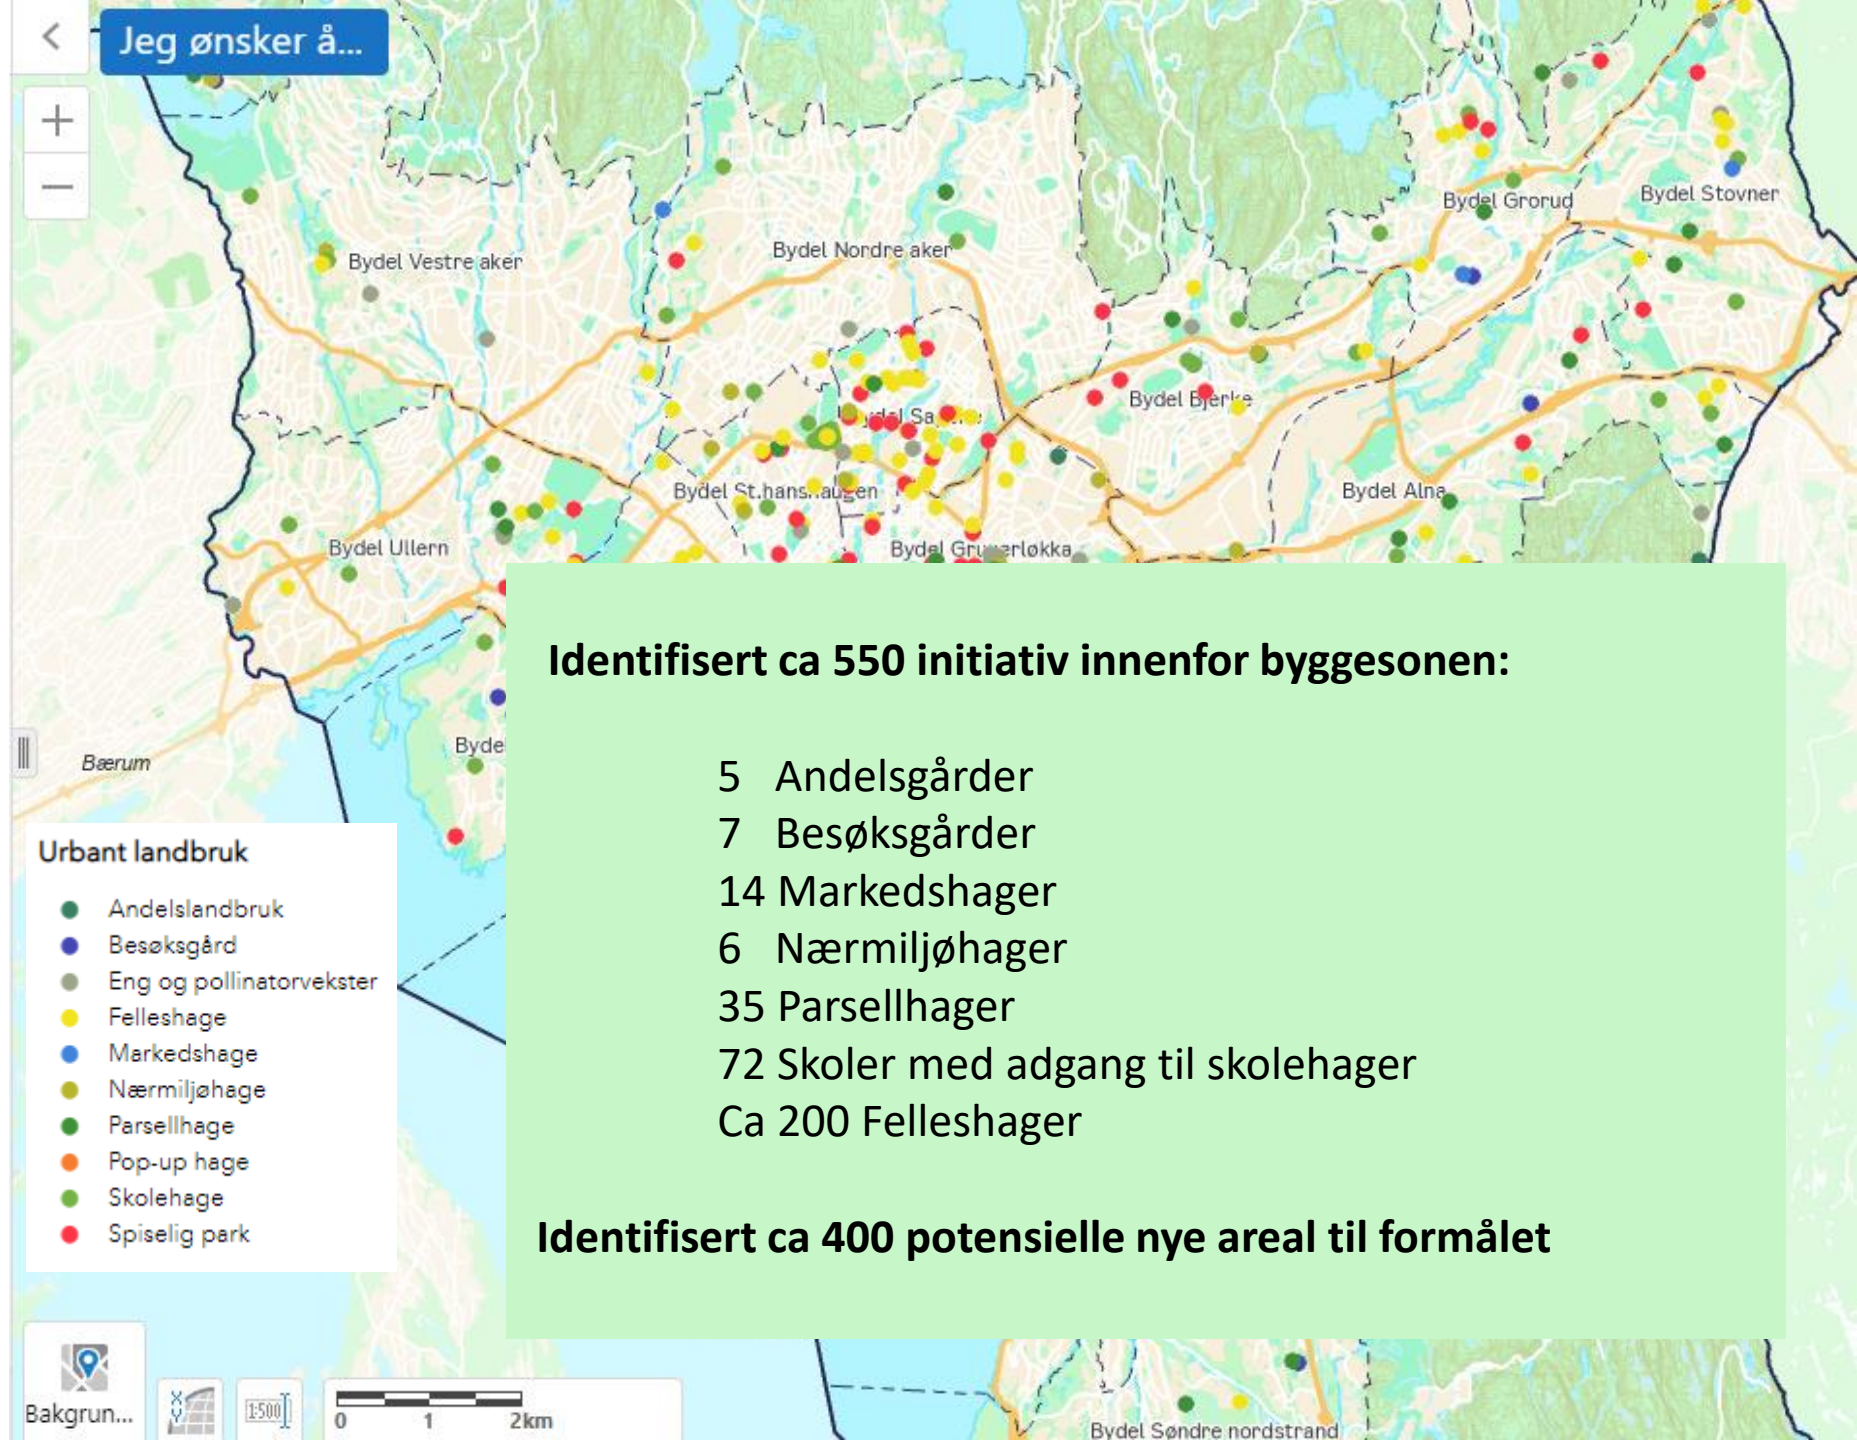 Jeg ønsker å...
Bydel Grorud
Bydel Stovner
Bydel Vestre aker
Bydel Nordre aker
Bydel Bjerke
Bydel St.hanshaugen
Bydel Alna
Bydel Ullern
Bydel Grunerløkka
Bærum
Identifisert ca 550 initiativ innenfor byggesonen:
5 Andelsgårder
7 Besøksgårder
14 Markedshager
6 Nærmiljøhager
35 Parsellhager
72 Skoler med adgang til skolehager
Ca 200 Felleshager
Identifisert ca 400 potensielle nye areal til formålet
Urbant landbruk
Andelslandbruk
Besøksgård
Eng og pollinatorvekster
Felleshage
Markedshage
Nærmiljøhage
Parsellhage
Pop-up hage
Skolehage
Spiselig park
Bakgrun...
1:500
0 1 2km
Bydel Søndre nordstrand